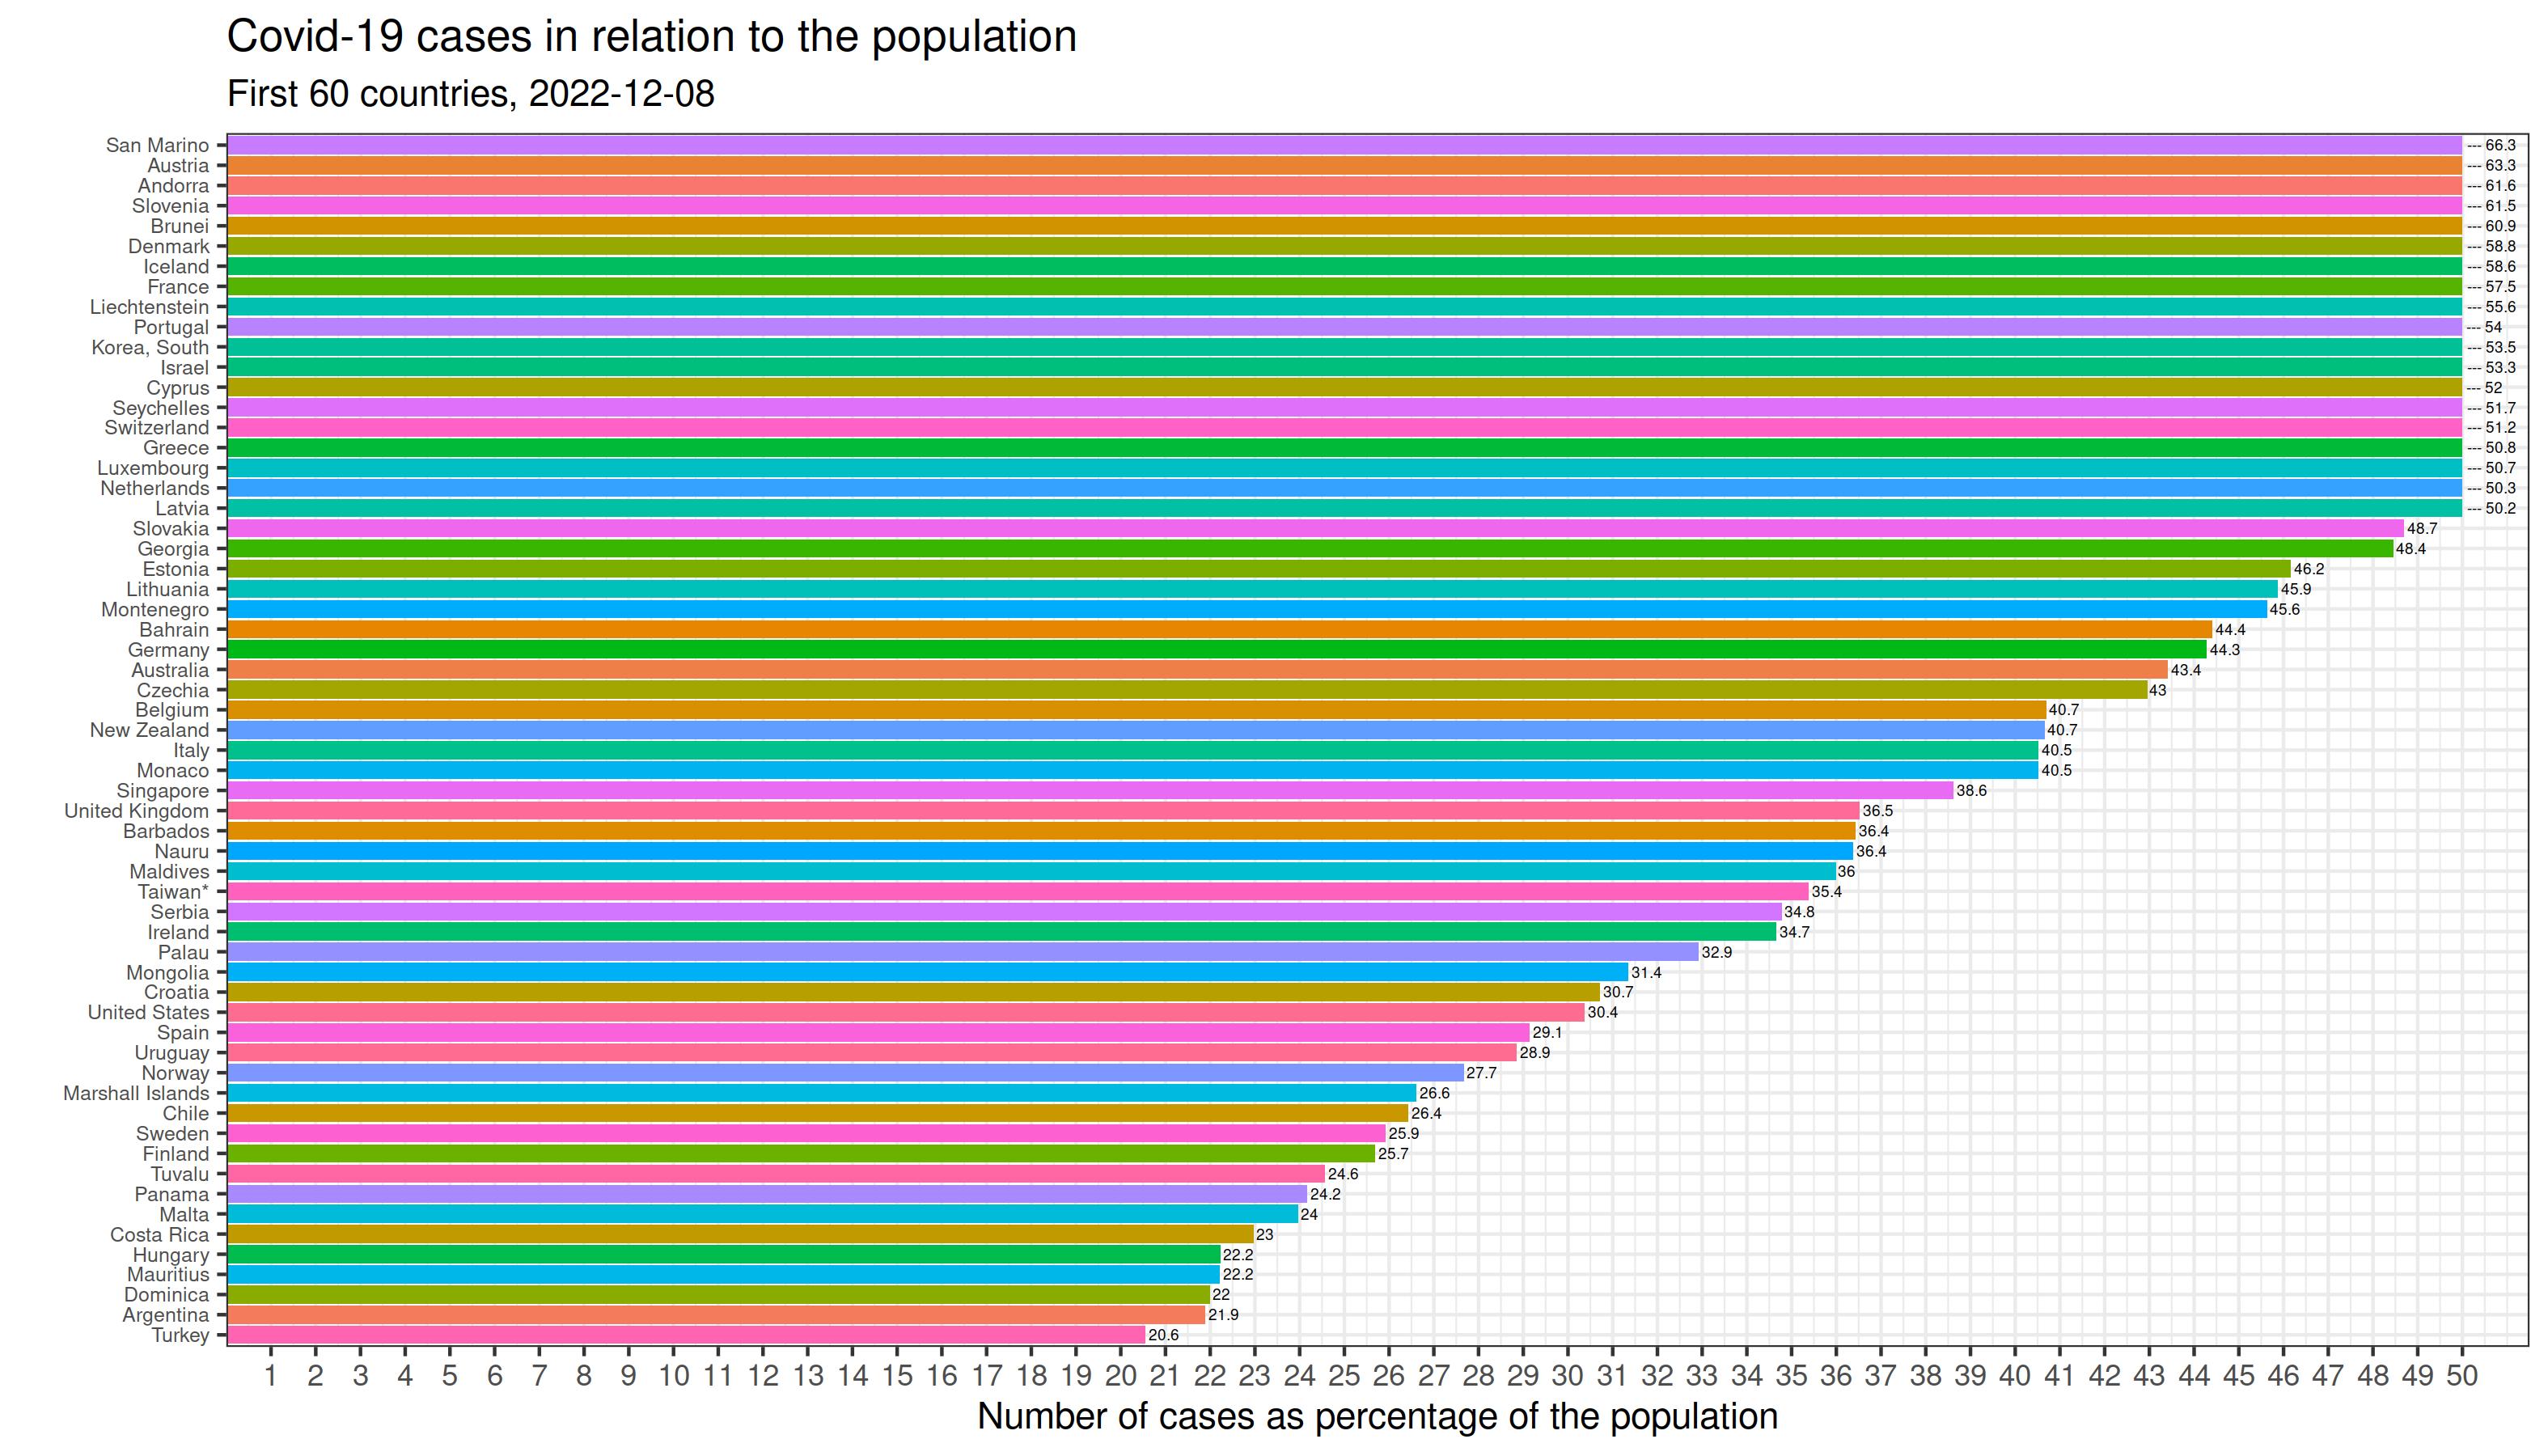 Covid-19 cases in relation to the population
First 60 countries, 2022-12-08
San Marino --- 66.3
Austria --- 63.3
Andorra --- 61.6
Slovenia --- 61.5
Brunei --- 60.9
Denmark --- 58.8
Iceland --- 58.6
France --- 57.5
Liechtenstein --- 55.6
Portugal --- 54
Korea, South --- 53.5
Israel --- 53.3
Cyprus --- 52
Seychelles --- 51.7
Switzerland --- 51.2
Greece --- 50.8
Luxembourg --- 50.7
Netherlands --- 50.3
Latvia --- 50.2
Slovakia 48.7
Georgia 48.4
Estonia 46.2
Lithuania 45.9
Montenegro 45.6
Bahrain 44.4
Germany 44.3
Australia 43.4
Czechia 43
Belgium 40.7
New Zealand 40.7
Italy 40.5
Monaco 40.5
Singapore 38.6
United Kingdom 36.5
Barbados 36.4
Nauru 36.4
Maldives 36
Taiwan* 35.4
Serbia 34.8
Ireland 34.7
Palau 32.9
Mongolia 31.4
Croatia 30.7
United States 30.4
Spain 29.1
Uruguay 28.9
Norway 27.7
Marshall Islands 26.6
Chile 26.4
Sweden 25.9
Finland 25.7
Tuvalu 24.6
Panama 24.2
Malta 24
Costa Rica 23
Hungary 22.2
Mauritius 22.2
Dominica 22
Argentina 21.9
Turkey 20.6
1 2 3 4 5 6 7 8 9 10 11 12 13 14 15 16 17 18 19 20 21 22 23 24 25 26 27 28 29 30 31 32 33 34 35 36 37 38 39 40 41 42 43 44 45 46 47 48 49 50
Number of cases as percentage of the population